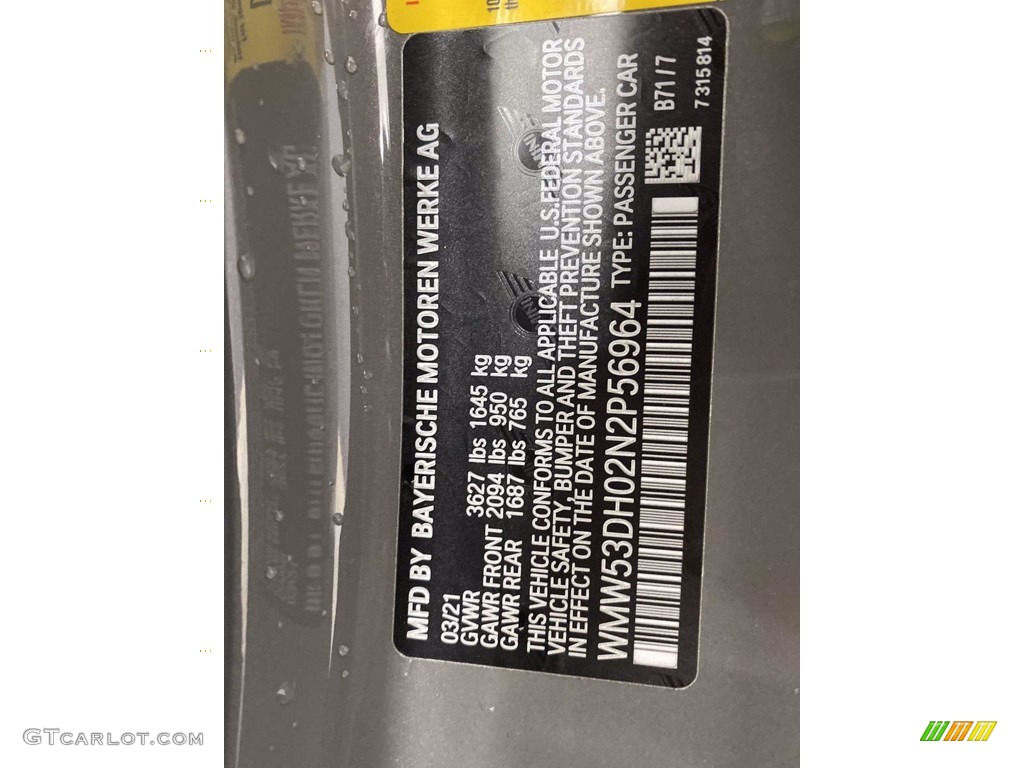 MFD BY BAYERISCHE MOTOREN WERKE AG
03/21
GVWR 3627 lbs 1645 kg
GAWR FRONT 2094 lbs 950 kg
GAWR REAR 1687 lbs 765 kg
THIS VEHICLE CONFORMS TO ALL APPLICABLE U.S.FEDERAL MOTOR
VEHICLE SAFETY, BUMPER AND THEFT PREVENTION STANDARDS
IN EFFECT ON THE DATE OF MANUFACTURE SHOWN ABOVE.
WMW53DH02N2P56964 TYPE: PASSENGER CAR
B71/7
7315814
GTCARLOT.COM